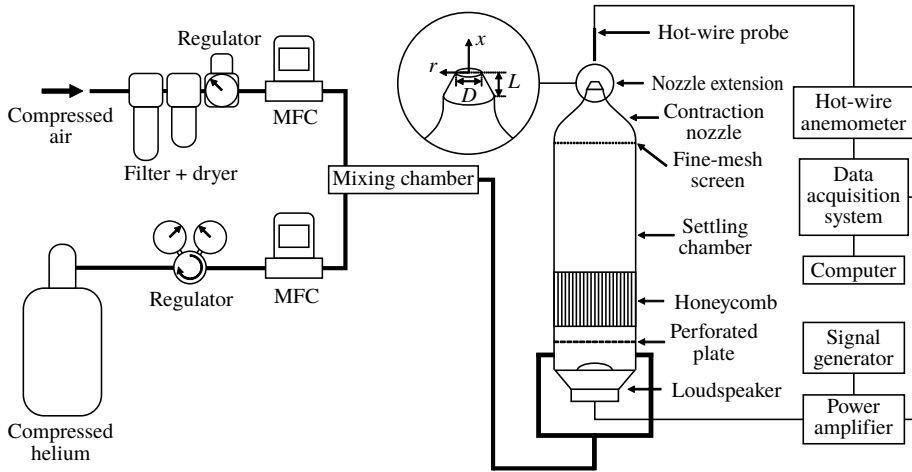 Regulator
Compressed
air
MFC
Filter + dryer
Mixing chamber
Regulator
MFC
Compressed
helium
x
r
L
D
Hot-wire probe
Nozzle extension
Contraction
nozzle
Fine-mesh
screen
Settling
chamber
Honeycomb
Perforated
plate
Loudspeaker
Hot-wire
anemometer
Data
acquisition
system
Computer
Signal
generator
Power
amplifier